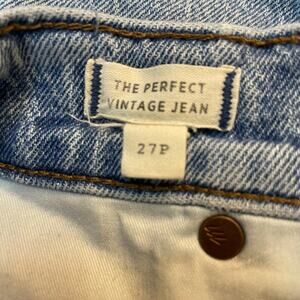 THE PERFECT
VINTAGE JEAN
27P